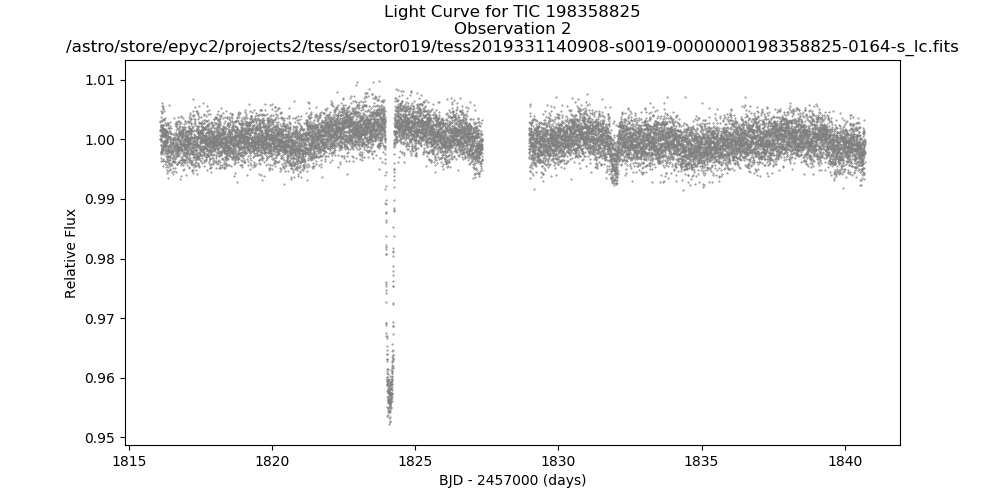 Light Curve for TIC 198358825
Observation 2
/astro/store/epyc2/projects2/tess/sector019/tess2019331140908-s0019-0000000198358825-0164-s_lc.fits
1.01
1.00
0.99
0.98
0.97
0.96
0.95
Relative Flux
1815
1820
1825
1830
1835
1840
BJD - 2457000 (days)